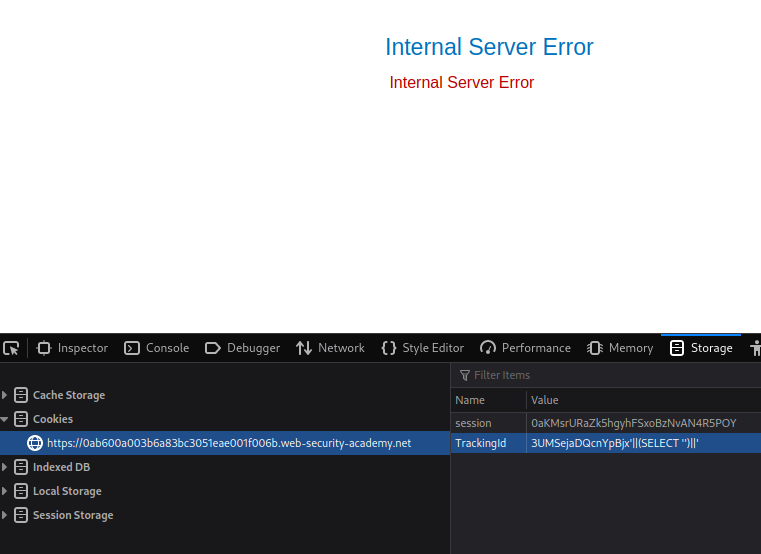 Internal Server Error
Internal Server Error
Inspector Console Debugger Network Style Editor Performance Memory Storage
Filter Items
Cache Storage
Cookies
https://0ab600a003b6a83bc3051eae001f006b.web-security-academy.net
Indexed DB
Local Storage
Session Storage
Name Value
session 0aKMsrURaZk5hgyhFSxoBzNvAN4R5POY
TrackingId 3UMSejaDQcnYpBjx'||(SELECT '')||'